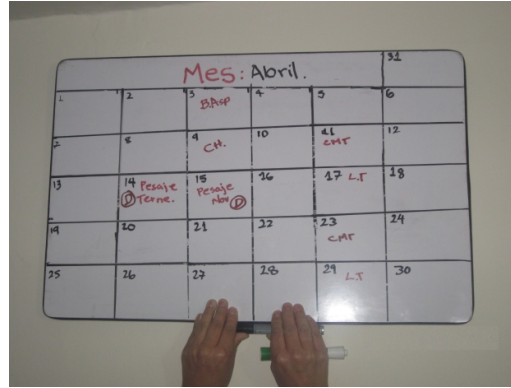 Mes: Abril.
31
1 2 3 4 5 6
B.ASP
7 8 9 10 11 12
CH. CMT
13 14 15 16 17 18
Pesaje Pesaje L.T
D Terne. Nov D
19 20 21 22 23 24
CMT
25 26 27 28 29 30
L.T